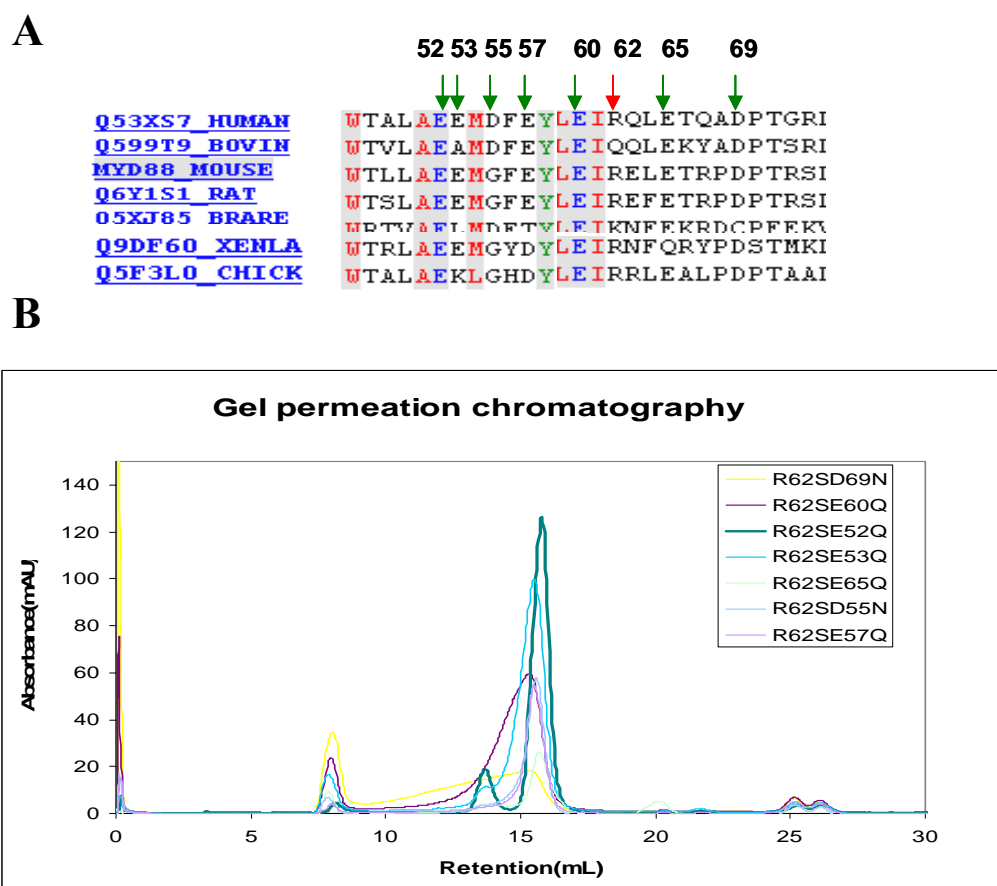 A
52 53 55 57 60 62 65 69
Q53XS7_HUMAN WTALAEEMDFEYLEIRQLETQADPTGRI
Q599T9_BOVIN WTVLAEAMDFEYLEIQQLEKYADPTSRI
MYD88_MOUSE WTLLAEEMGFEYLEIRELETRPDPTRSI
Q6Y1S1_RAT WTSLAEEMGFEYLEIREFETRPDPTRSI
Q5XJ85 BRARE
Q9DF60_XENLA WTRLAEEMGYDYLEIRNFQRYPDSTMKI
Q5F3L0_CHICK WTALAEKLGHDYLEIRRLEALPDPTAAI
B
Gel permeation chromatography
Absorbance(mAU)
140
120
100
80
60
40
20
0
R62SD69N
R62SE60Q
R62SE52Q
R62SE53Q
R62SE65Q
R62SD55N
R62SE57Q
0 5 10 15 20 25 30
Retention(mL)